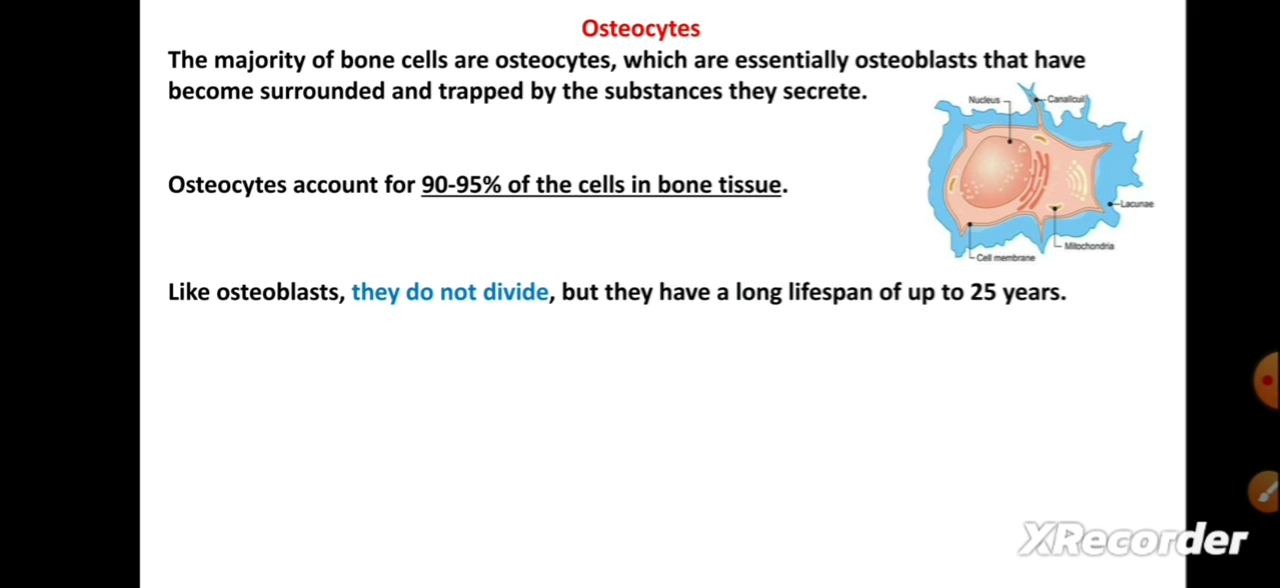 Osteocytes
The majority of bone cells are osteocytes, which are essentially osteoblasts that have
become surrounded and trapped by the substances they secrete.
Nucleus
Canaliculi
Osteocytes account for 90-95% of the cells in bone tissue.
Lacunae
Mitochondria
Cell membrane
Like osteoblasts, they do not divide, but they have a long lifespan of up to 25 years.
XRecorder